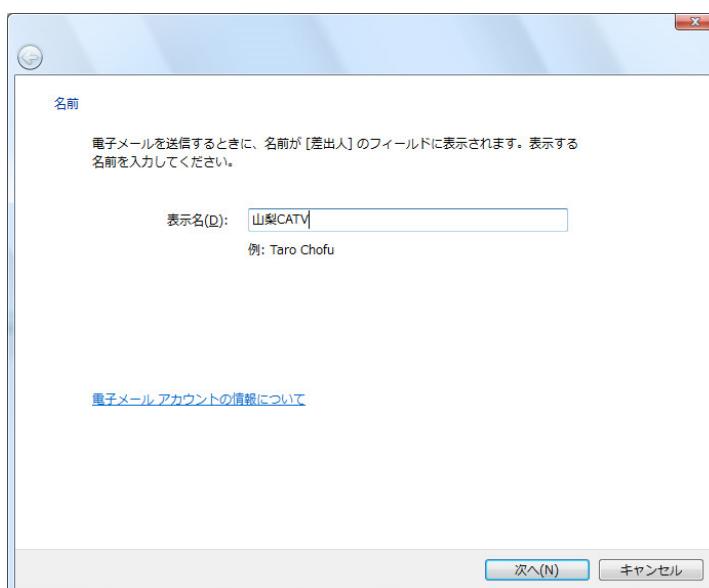 名前
電子メールを送信するときに、名前が [差出人] のフィールドに表示されます。表示する
名前を入力してください。
表示名(D): 山梨CATV
例: Taro Chofu
電子メール アカウントの情報について
次へ(N) キャンセル